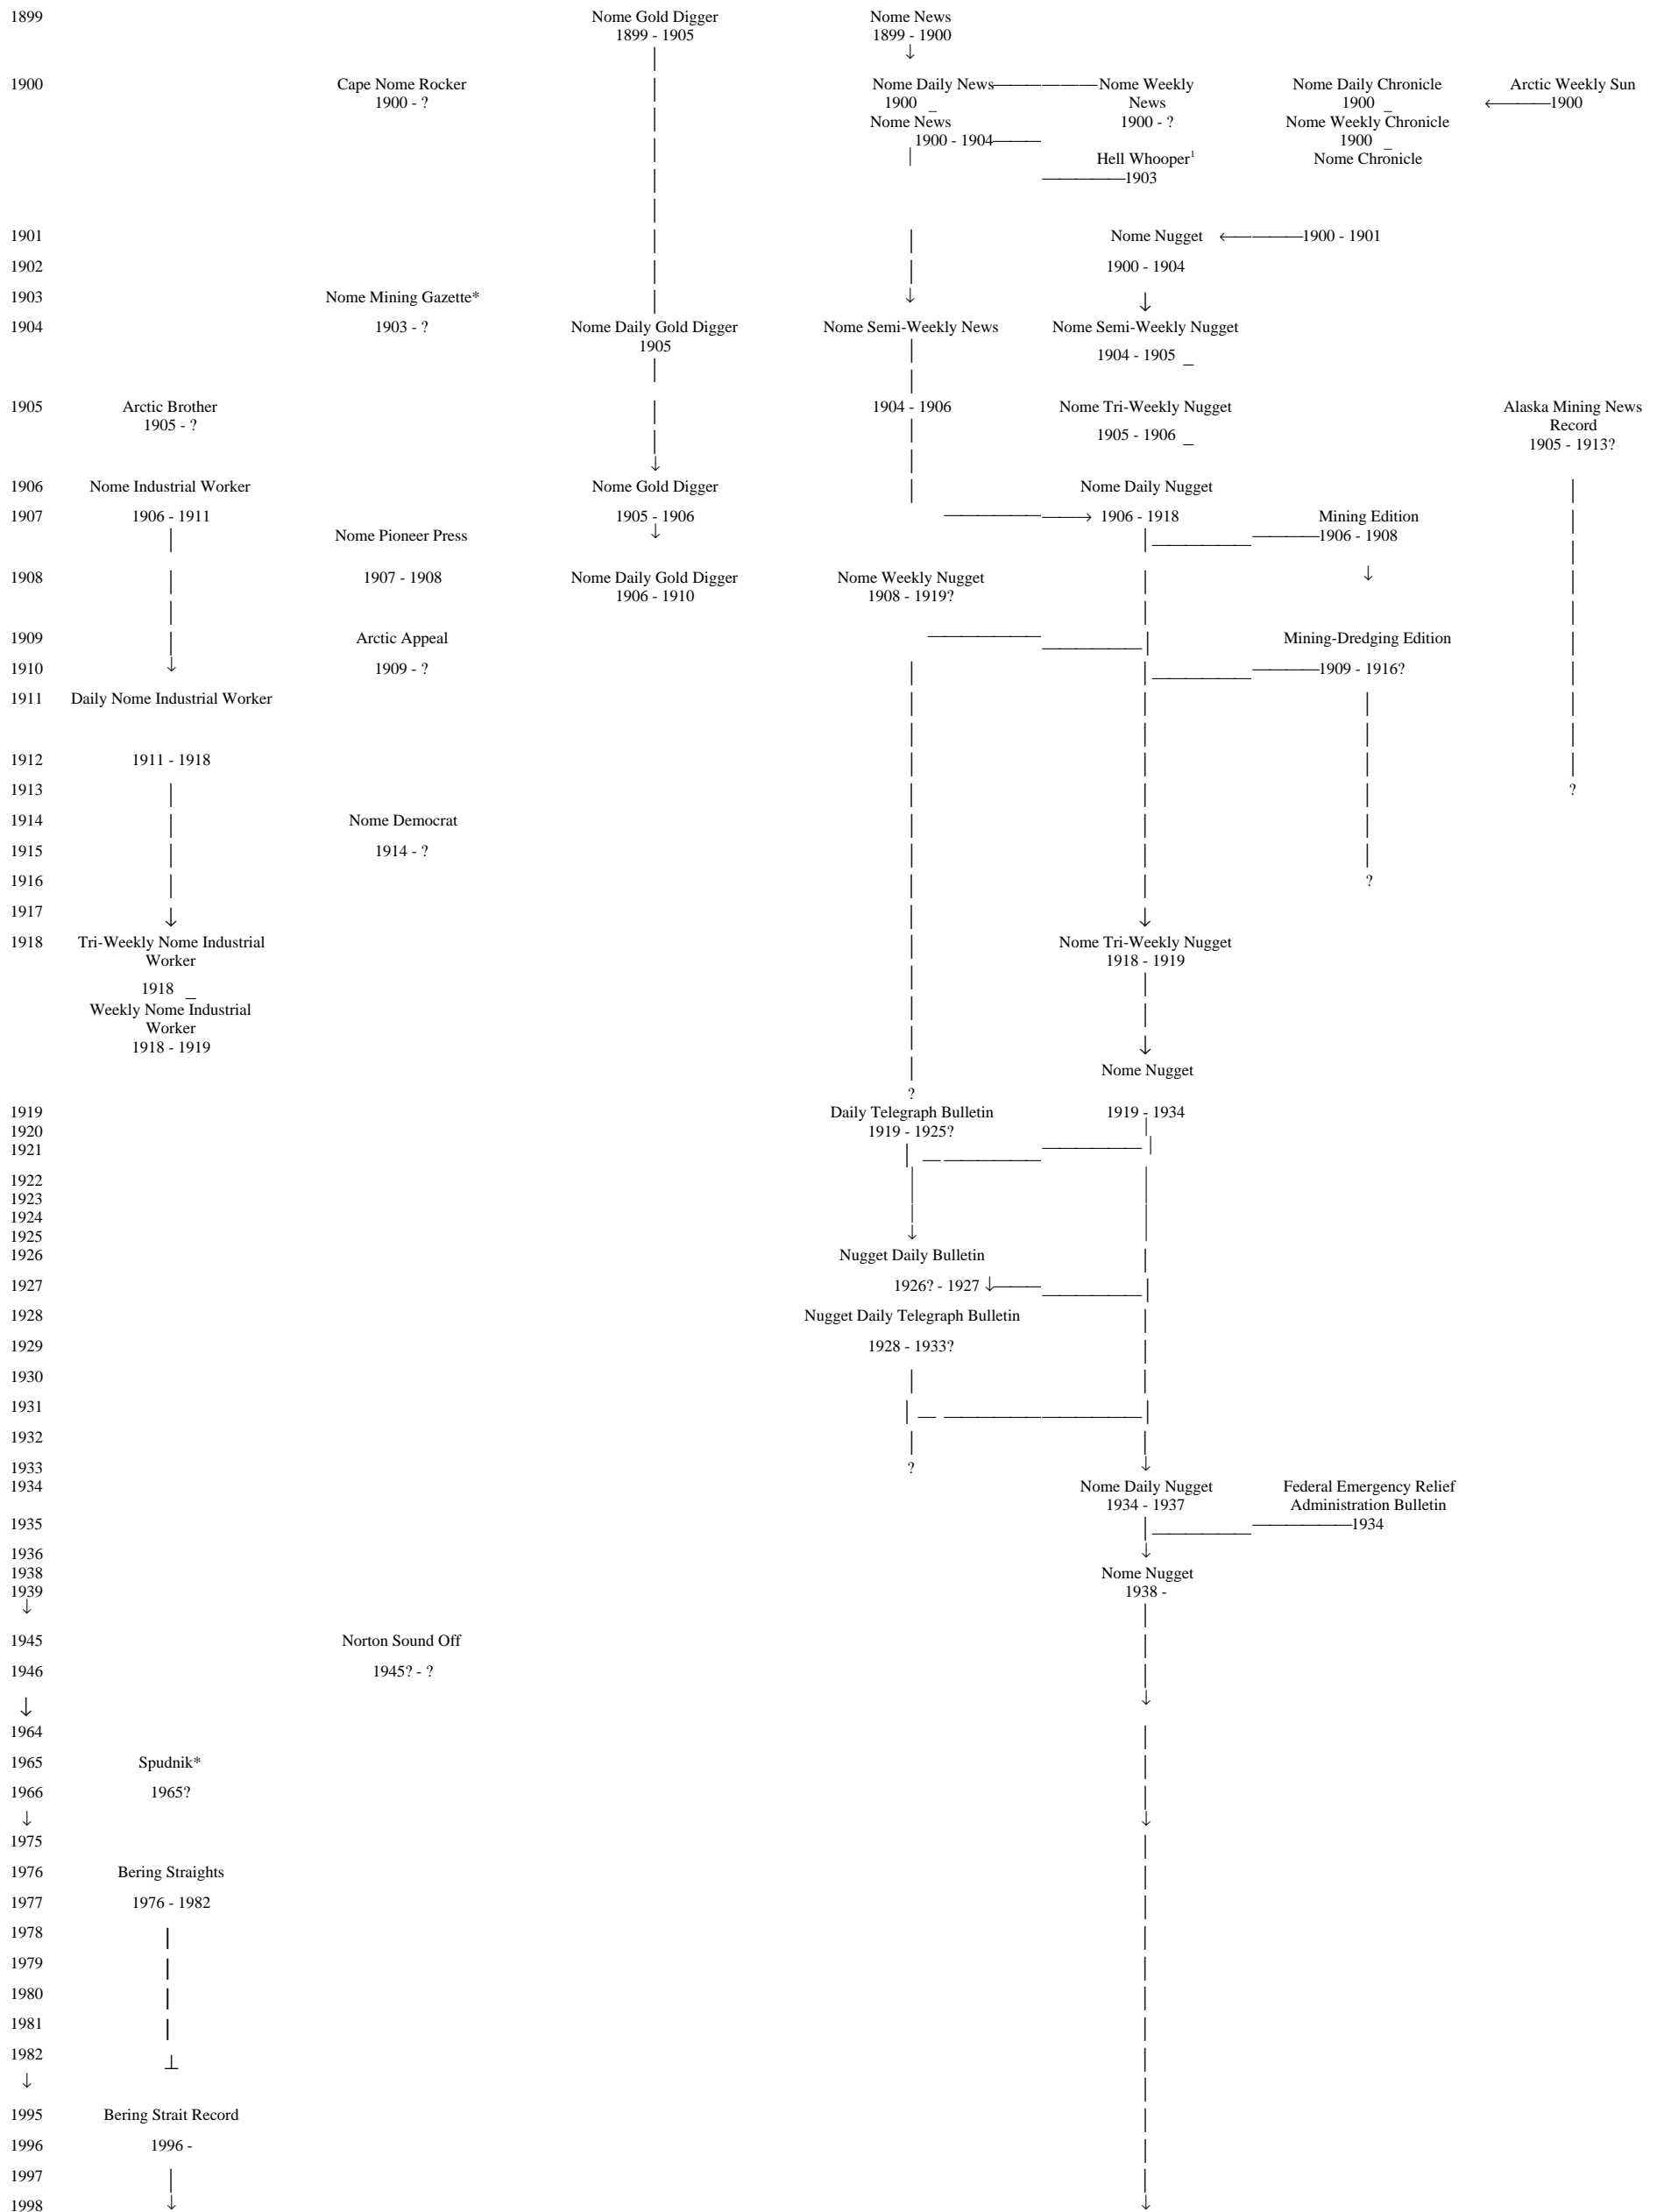 1899 Nome Gold Digger Nome News
1899 - 1905 1899 - 1900
↓
1900 Cape Nome Rocker Nome Daily News Nome Weekly Nome Daily Chronicle Arctic Weekly Sun
1900 - ? 1900 News 1900 ← 1900
Nome News 1900 - ? Nome Weekly Chronicle
1900 - 1904 1900
Hell Whooper¹ Nome Chronicle
1903
1901 Nome Nugget ← 1900 - 1901
1902 1900 - 1904
1903 Nome Mining Gazette* ↓ ↓
1904 1903 - ? Nome Daily Gold Digger Nome Semi-Weekly News Nome Semi-Weekly Nugget
1905
1904 - 1905
1905 Arctic Brother 1904 - 1906 Nome Tri-Weekly Nugget Alaska Mining News
1905 - ? Record
1905 - 1906
1905 - 1913?
↓
1906 Nome Industrial Worker Nome Gold Digger Nome Daily Nugget
1907 1906 - 1911 1905 - 1906 → 1906 - 1918 Mining Edition
Nome Pioneer Press ↓ 1906 - 1908
1908 1907 - 1908 Nome Daily Gold Digger Nome Weekly Nugget ↓
1906 - 1910 1908 - 1919?
1909 Arctic Appeal Mining-Dredging Edition
1910 ↓ 1909 - ? 1909 - 1916?
1911 Daily Nome Industrial Worker
1912 1911 - 1918
1913 ?
1914 Nome Democrat
1915 1914 - ?
1916 ?
1917 ↓ ↓
1918 Tri-Weekly Nome Industrial Nome Tri-Weekly Nugget
Worker 1918 - 1919
1918
Weekly Nome Industrial
Worker
1918 - 1919 ↓
Nome Nugget
?
1919 Daily Telegraph Bulletin 1919 - 1934
1920 1919 - 1925?
1921
1922
1923
1924
1925 ↓
1926 Nugget Daily Bulletin
1927 1926? - 1927 ↓
1928 Nugget Daily Telegraph Bulletin
1929 1928 - 1933?
1930
1931
1932
1933 ? ↓
1934 Nome Daily Nugget Federal Emergency Relief
1934 - 1937 Administration Bulletin
1935 1934
1936 ↓
1938 Nome Nugget
1939 1938 -
↓
1945 Norton Sound Off
1946 1945? - ?
↓ ↓
1964
1965 Spudnik*
1966 1965?
↓ ↓
1975
1976 Bering Straights
1977 1976 - 1982
1978
1979
1980
1981
1982 ⊥
↓
1995 Bering Strait Record
1996 1996 -
1997
1998 ↓ ↓